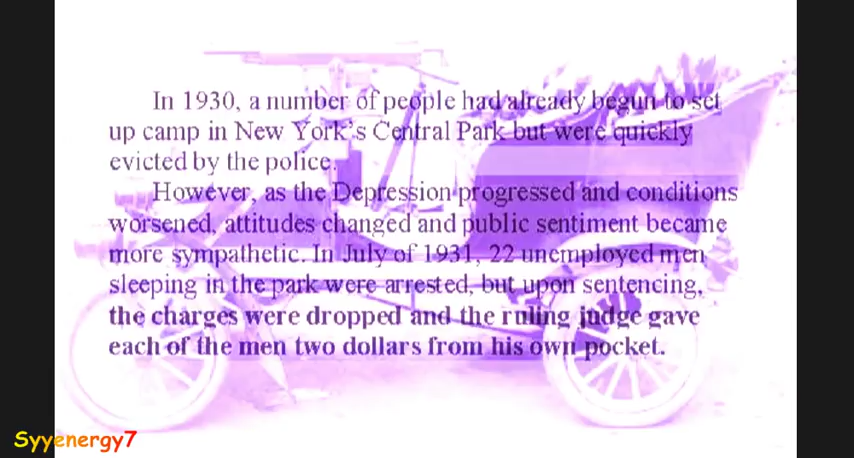 In 1930, a number of people had already begun to set
up camp in New York's Central Park but were quickly
evicted by the police.
However, as the Depression progressed and conditions
worsened, attitudes changed and public sentiment became
more sympathetic. In July of 1931, 22 unemployed men
sleeping in the park were arrested, but upon sentencing,
the charges were dropped and the ruling judge gave
each of the men two dollars from his own pocket.
Syyenergy7